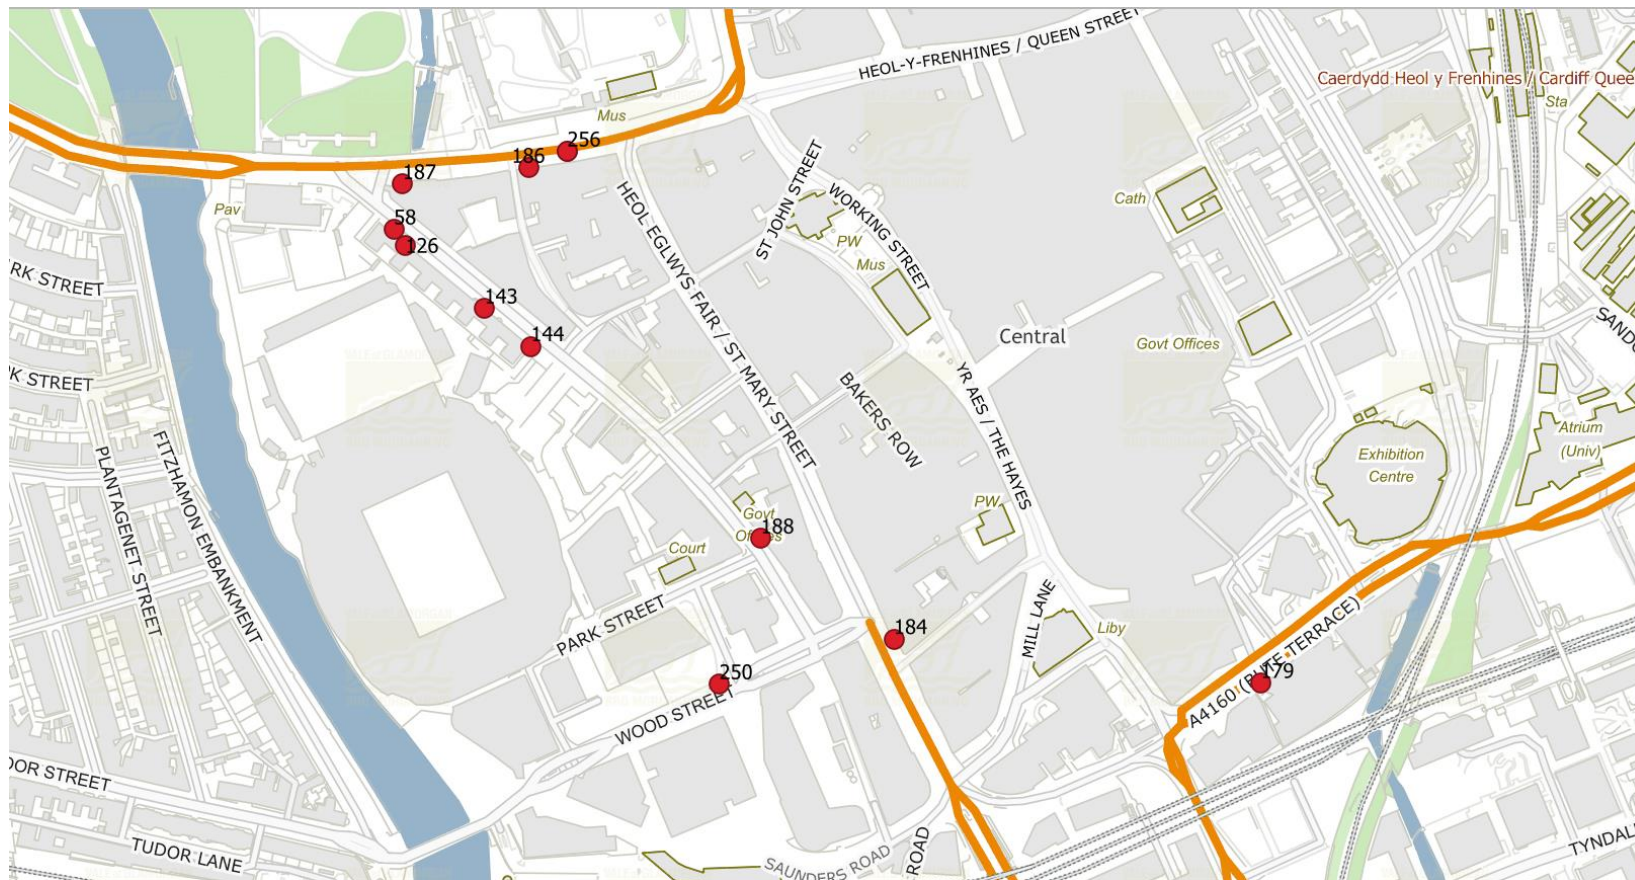 HEOL-Y-FRENHINES / QUEEN STREET
Caerdydd Heol y Frenhines / Cardiff Quee
Sta
Mus
256
186
187
Cath
Pav
58
126
ST JOHN STREET
WORKING STREET
PW
Mus
RK STREET
HEOL EGLWYS FAIR / ST MARY STREET
143
144
Central
Govt Offices
SANDO
K STREET
BAKERS ROW
YR AES / THE HAYES
Atrium
(Univ)
Exhibition
Centre
PLANTAGENET STREET
FITZHAMON EMBANKMENT
PW
Govt
Offices
188
Court
PARK STREET
MILL LANE
Liby
184
250
WOOD STREET
179
A4160 (BUTE TERRACE)
OOR STREET
TUDOR LANE
SAUNDERS ROAD
ROAD
TYNDAL